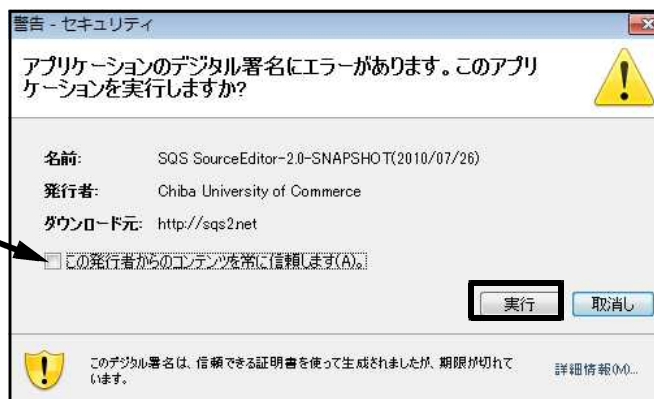 警告 - セキュリティ
アプリケーションのデジタル署名にエラーがあります。このアプリ
ケーションを実行しますか?
名前: SQS SourceEditor-2.0-SNAPSHOT(2010/07/26)
発行者: Chiba University of Commerce
ダウンロード元: http://sqs2.net
この発行者からのコンテンツを常に信頼します(A)。
実行 取消し
このデジタル署名は、信頼できる証明書を使って生成されましたが、期限が切れて
います。
詳細情報(M)...